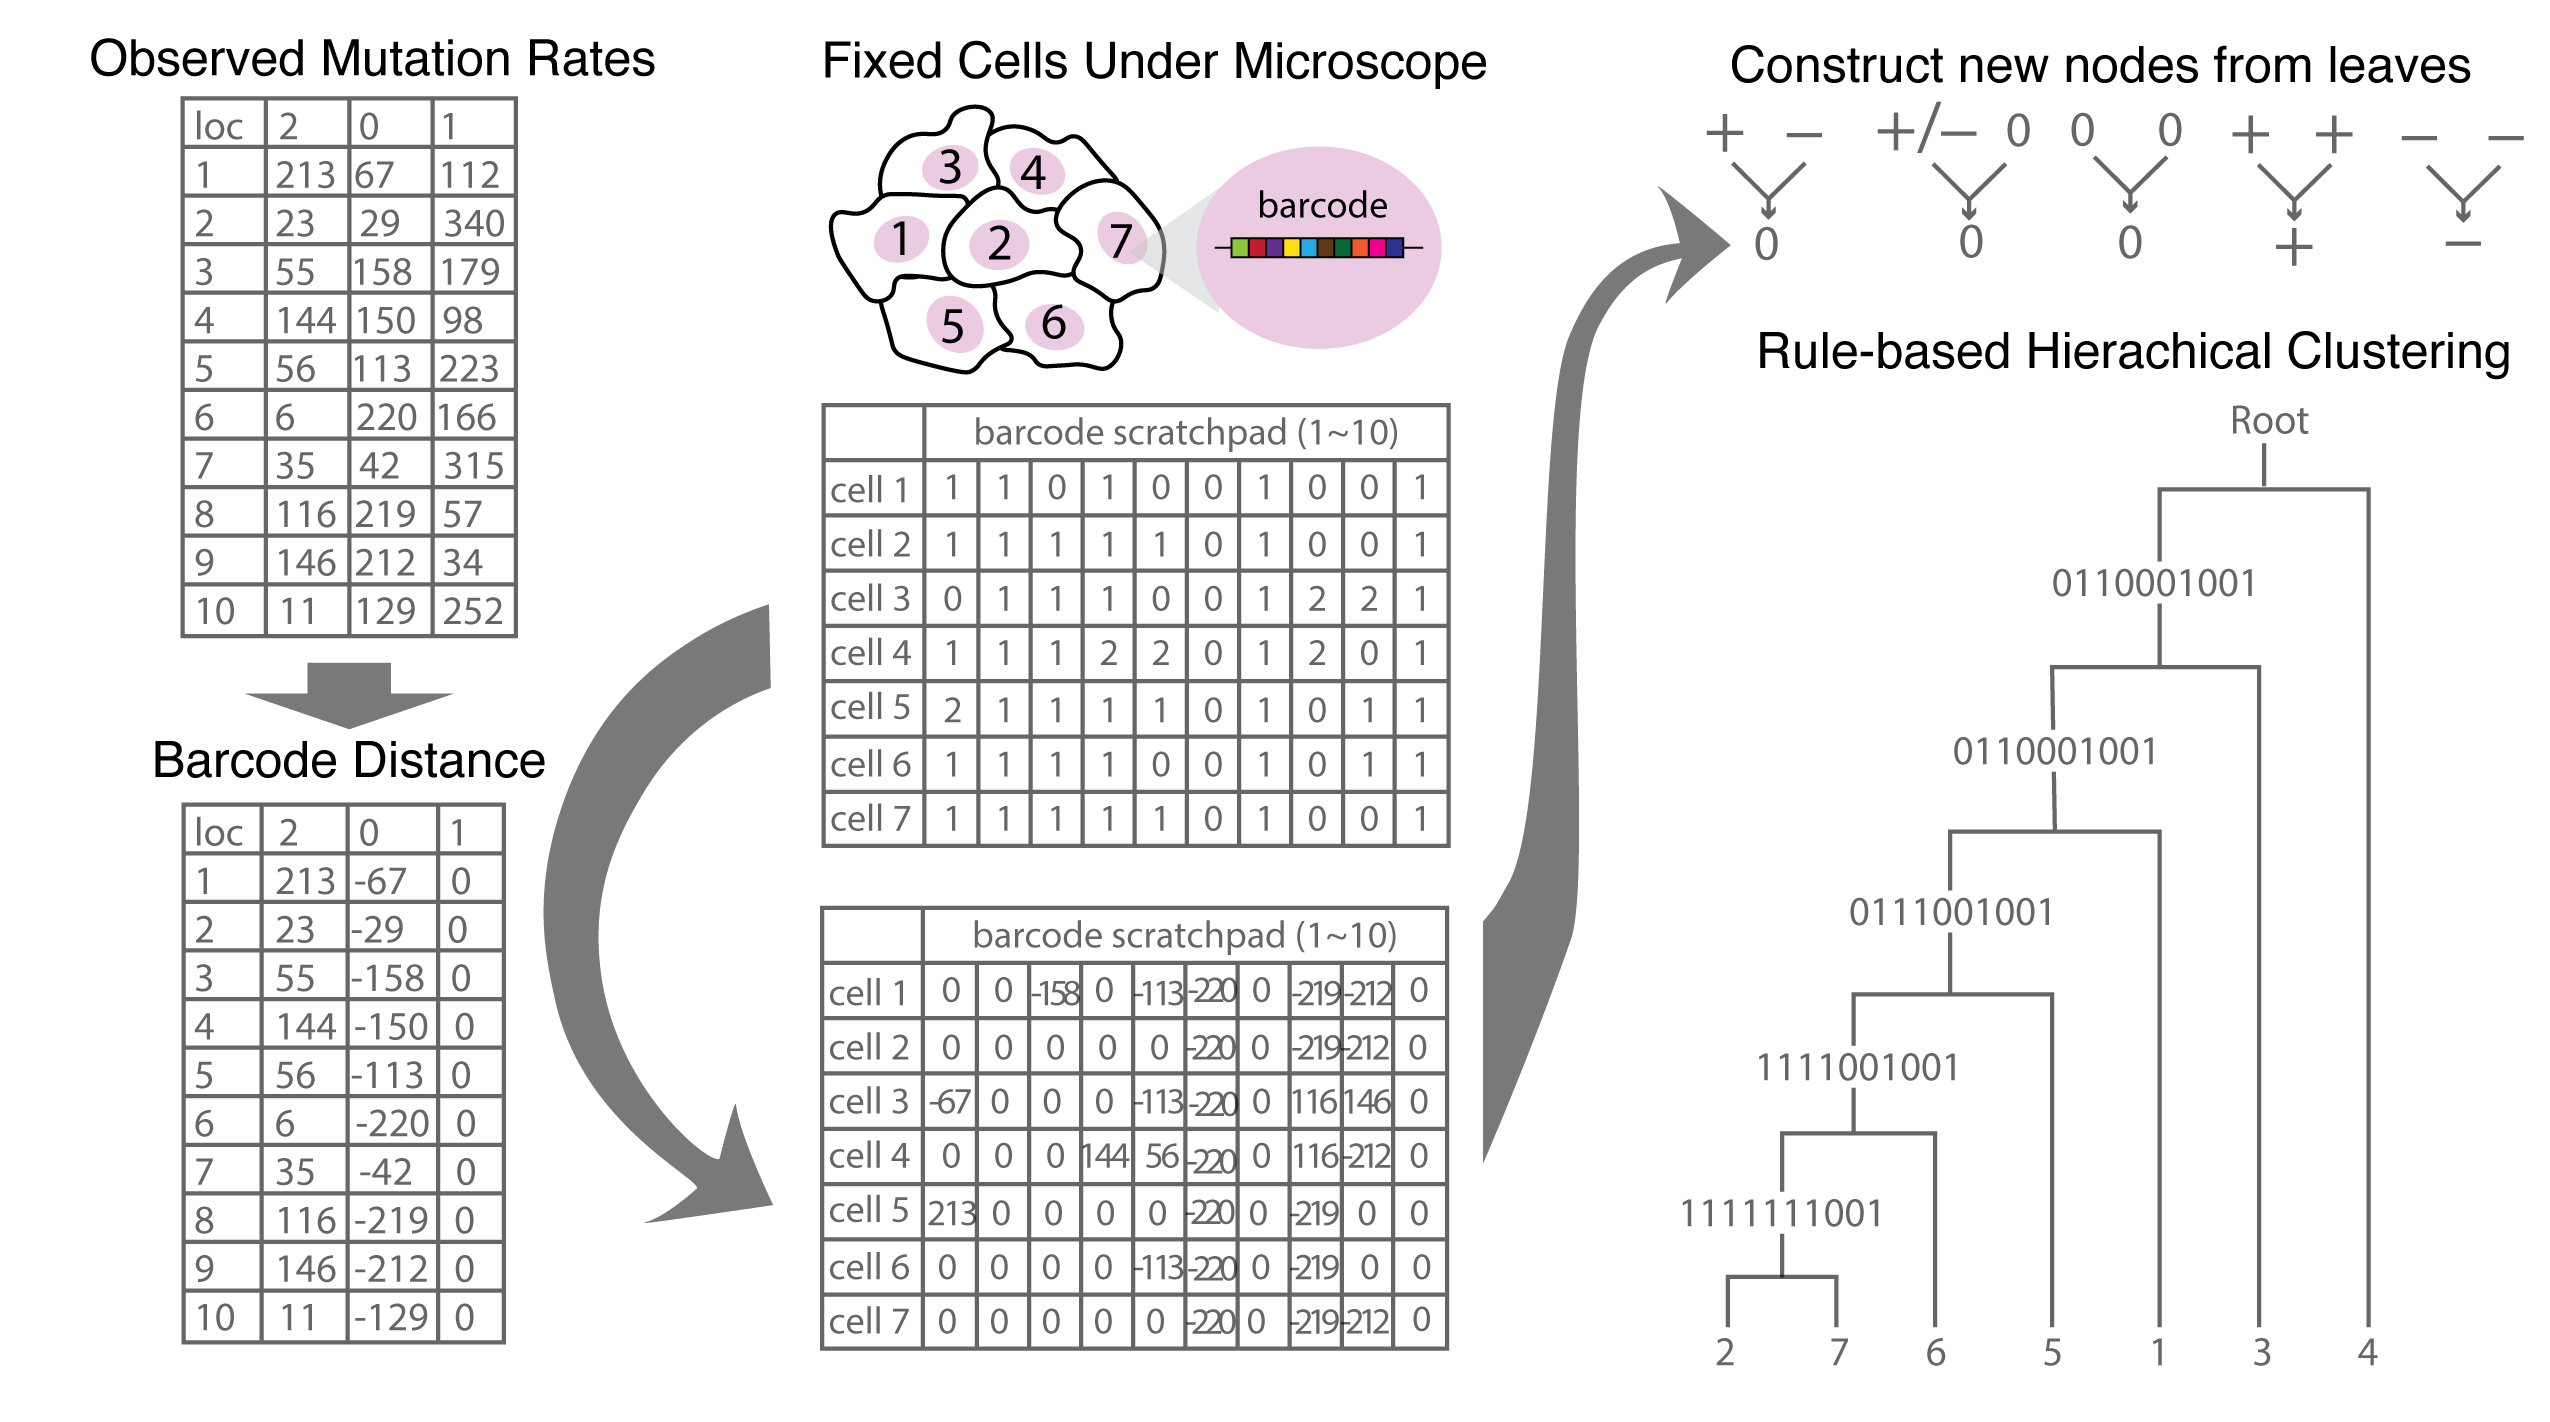 Observed Mutation Rates
loc 2 0 1
1 213 67 112
2 23 29 340
3 55 158 179
4 144 150 98
5 56 113 223
6 6 220 166
7 35 42 315
8 116 219 57
9 146 212 34
10 11 129 252
Barcode Distance
loc 2 0 1
1 213 -67 0
2 23 -29 0
3 55 -158 0
4 144 -150 0
5 56 -113 0
6 6 -220 0
7 35 -42 0
8 116 -219 0
9 146 -212 0
10 11 -129 0
Fixed Cells Under Microscope
3 4
1 2 7
5 6
barcode
barcode scratchpad (1~10)
cell 1 1 1 0 1 0 0 1 0 0 1
cell 2 1 1 1 1 1 0 1 0 0 1
cell 3 0 1 1 1 0 0 1 2 2 1
cell 4 1 1 1 2 2 0 1 2 0 1
cell 5 2 1 1 1 1 0 1 0 1 1
cell 6 1 1 1 1 0 0 1 0 1 1
cell 7 1 1 1 1 1 0 1 0 0 1
barcode scratchpad (1~10)
cell 1 0 0 -158 0 -113 -220 0 -219 -212 0
cell 2 0 0 0 0 0 -220 0 -219 -212 0
cell 3 -67 0 0 0 -113 -220 0 116 146 0
cell 4 0 0 0 144 56 -220 0 116 -212 0
cell 5 213 0 0 0 0 -220 0 -219 0 0
cell 6 0 0 0 0 -113 -220 0 -219 0 0
cell 7 0 0 0 0 0 -220 0 -219 -212 0
Construct new nodes from leaves
+ − +/− 0 0 0 + + − −
0 0 0 + −
Rule-based Hierachical Clustering
Root
0110001001
0110001001
0111001001
1111001001
1111111001
2 7 6 5 1 3 4